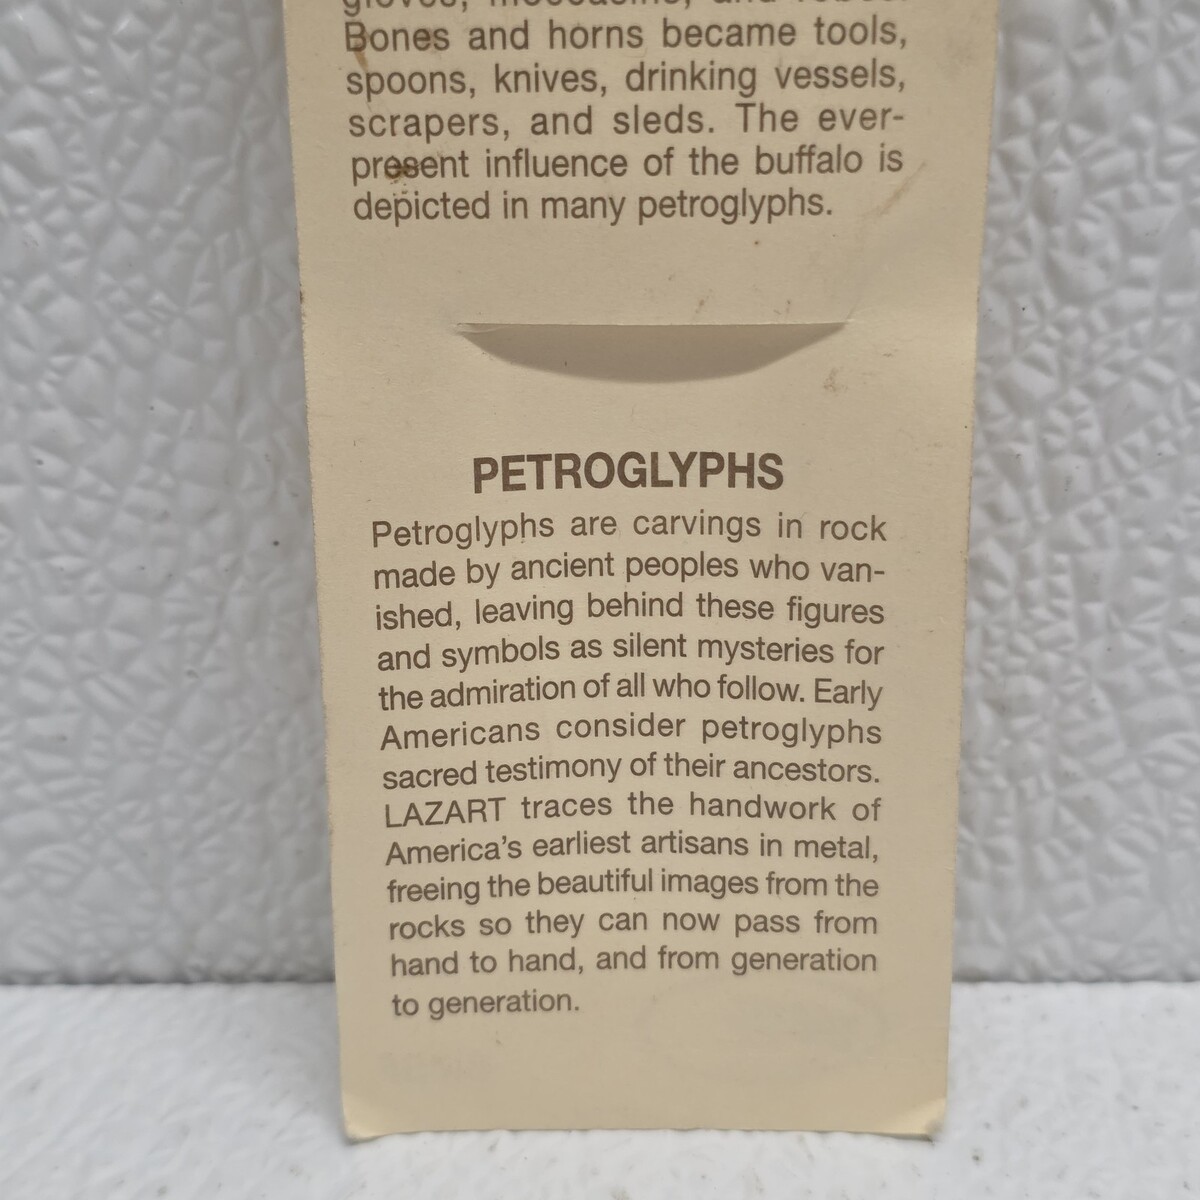 gloves, moccasins, and robes.
Bones and horns became tools,
spoons, knives, drinking vessels,
scrapers, and sleds. The ever-
present influence of the buffalo is
depicted in many petroglyphs.
PETROGLYPHS
Petroglyphs are carvings in rock
made by ancient peoples who van-
ished, leaving behind these figures
and symbols as silent mysteries for
the admiration of all who follow. Early
Americans consider petroglyphs
sacred testimony of their ancestors.
LAZART traces the handwork of
America's earliest artisans in metal,
freeing the beautiful images from the
rocks so they can now pass from
hand to hand, and from generation
to generation.